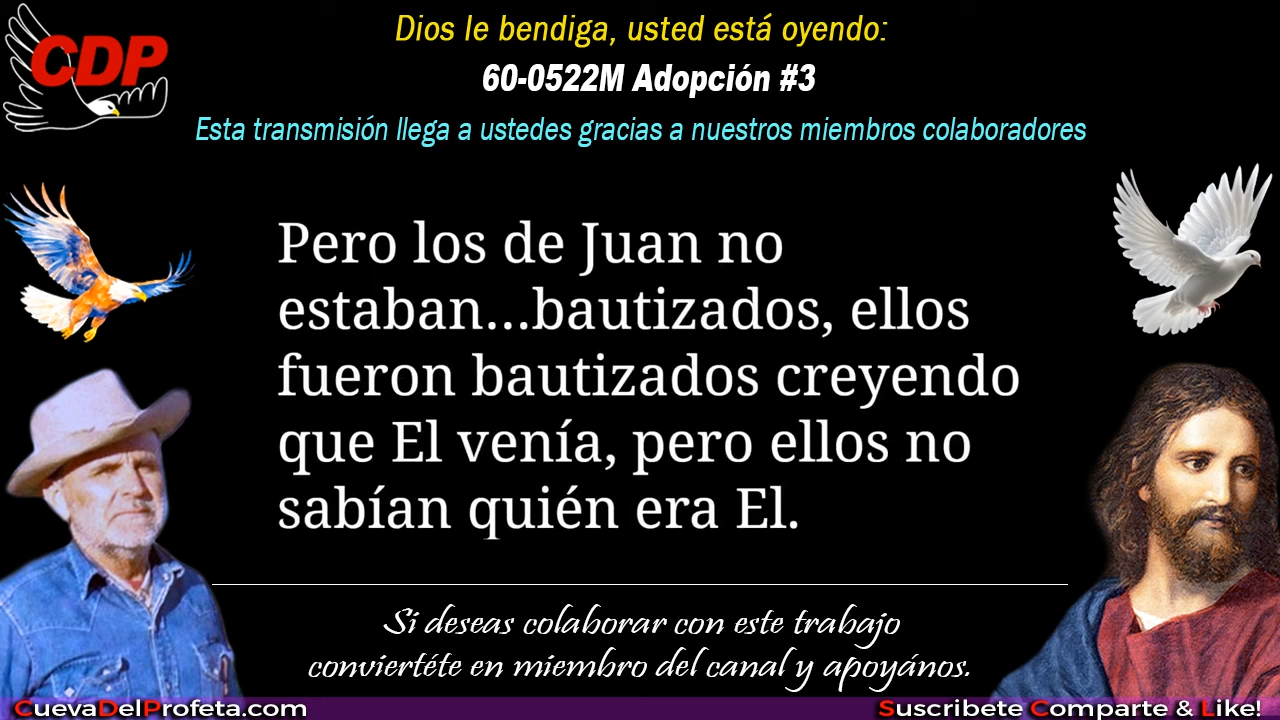 CDP
Dios le bendiga, usted está oyendo:
60-0522M Adopción #3
Esta transmisión llega a ustedes gracias a nuestros miembros colaboradores
Pero los de Juan no
estaban...bautizados, ellos
fueron bautizados creyendo
que El venía, pero ellos no
sabían quién era El.
Si deseas colaborar con este trabajo
conviertéte en miembro del canal y apoyános.
CuevaDelProfeta.com
Suscribete Comparte & Like!